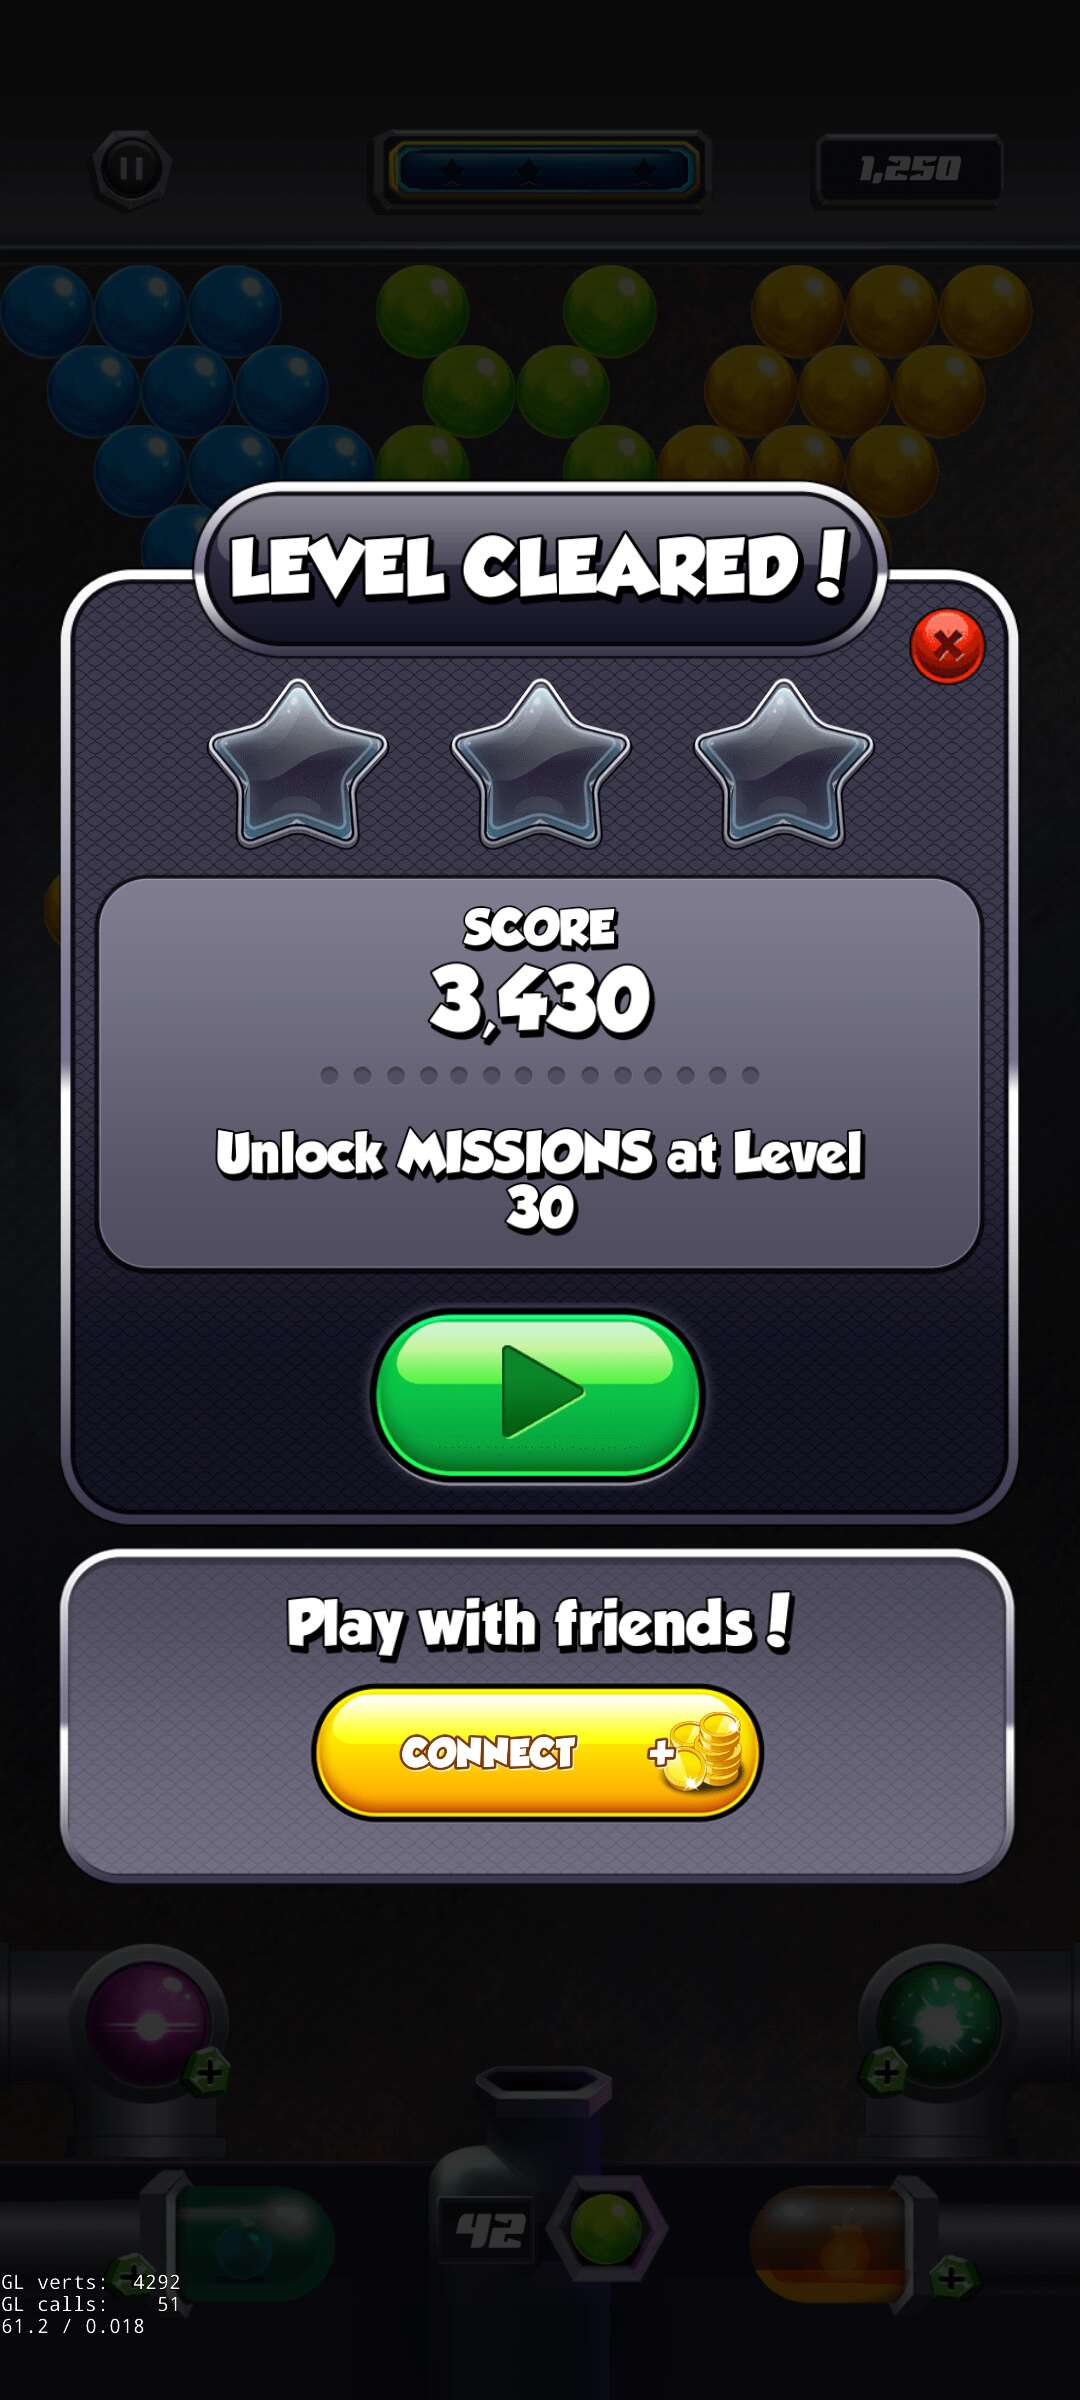 1,250
LEVEL CLEARED!
SCORE
3,430
Unlock MISSIONS at Level
30
Play with friends!
CONNECT +
42
GL verts: 4292
GL calls: 51
61.2 / 0.018